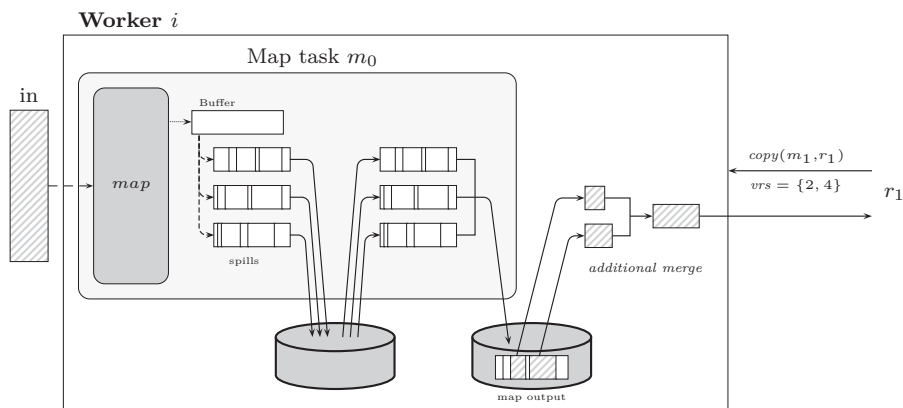 Worker i
Map task m₀
in
Buffer
map
copy(m₁,r₁)
vrs = {2, 4}
r₁
spills
additional merge
map output